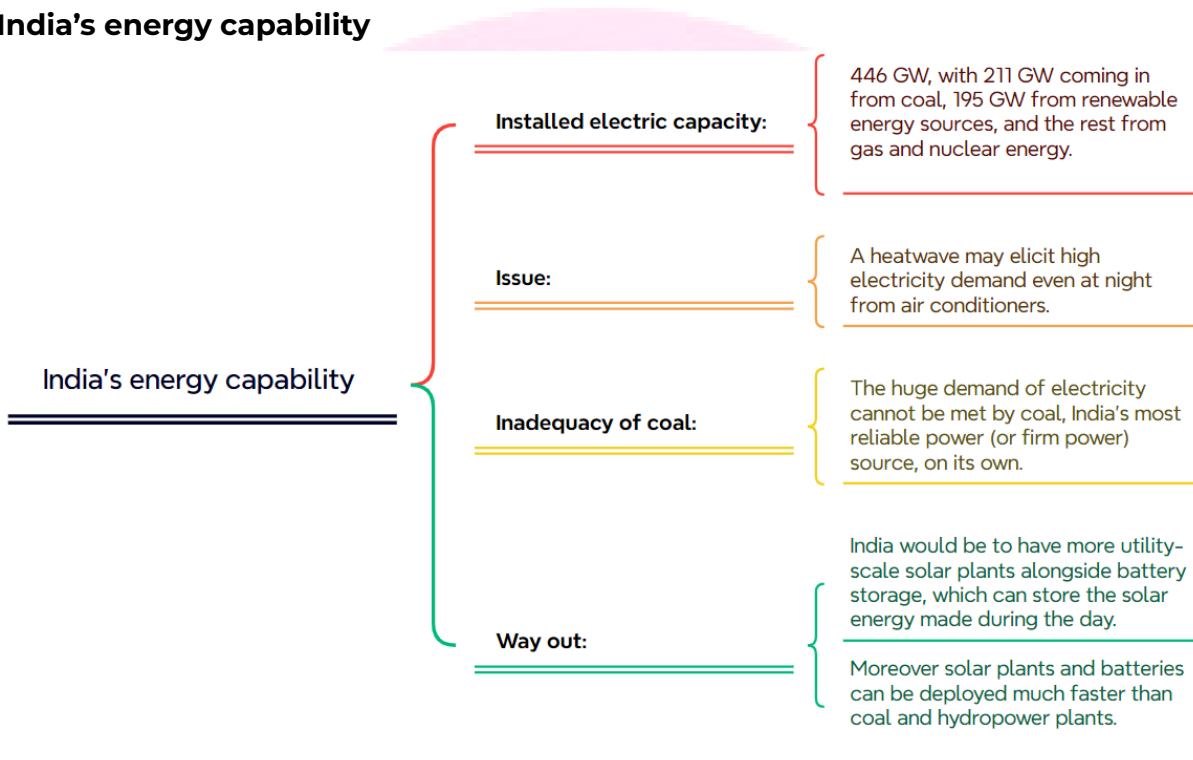 India's energy capability
446 GW, with 211 GW coming in
from coal, 195 GW from renewable
energy sources, and the rest from
gas and nuclear energy.
Installed electric capacity:
A heatwave may elicit high
electricity demand even at night
from air conditioners.
Issue:
India's energy capability
The huge demand of electricity
cannot be met by coal, India's most
reliable power (or firm power)
source, on its own.
Inadequacy of coal:
India would be to have more utility-
scale solar plants alongside battery
storage, which can store the solar
energy made during the day.
Way out:
Moreover solar plants and batteries
can be deployed much faster than
coal and hydropower plants.